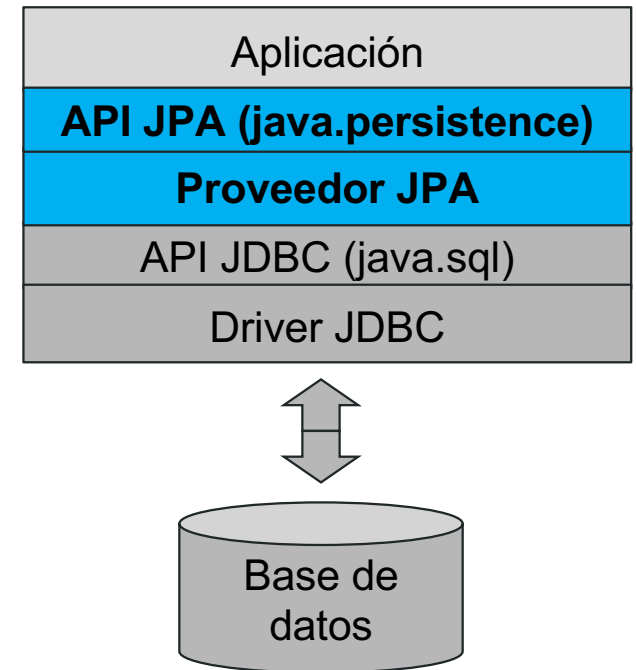 Aplicación
API JPA (java.persistence)
Proveedor JPA
API JDBC (java.sql)
Driver JDBC
Base de
datos